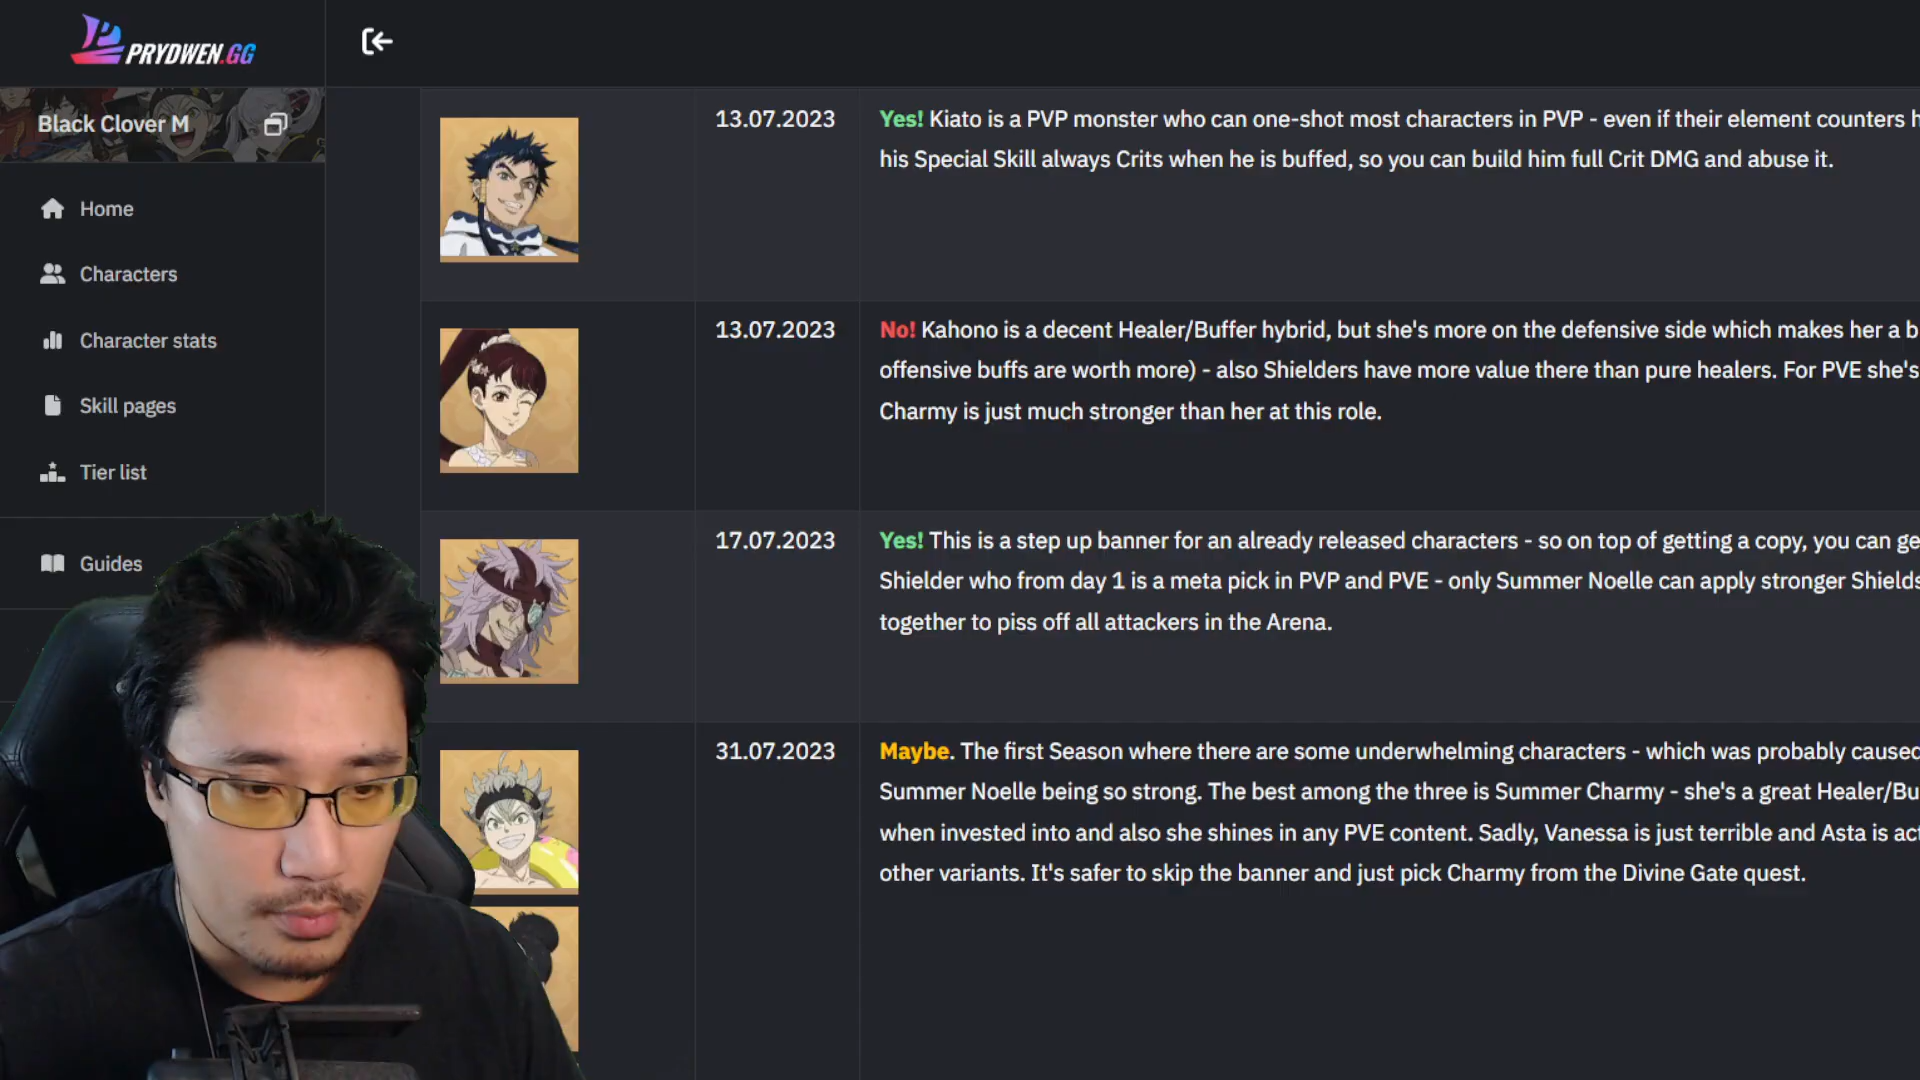 PRYDWEN.GG
Black Clover M
Home
Characters
Character stats
Skill pages
Tier list
Guides
13.07.2023
Yes! Kiato is a PVP monster who can one-shot most characters in PVP - even if their element counters
his Special Skill always Crits when he is buffed, so you can build him full Crit DMG and abuse it.
13.07.2023
No! Kahono is a decent Healer/Buffer hybrid, but she's more on the defensive side which makes her a
offensive buffs are worth more) - also Shielders have more value there than pure healers. For PVE she's
Charmy is just much stronger than her at this role.
17.07.2023
Yes! This is a step up banner for an already released characters - so on top of getting a copy, you can
Shielder who from day 1 is a meta pick in PVP and PVE - only Summer Noelle can apply stronger Shields
together to piss off all attackers in the Arena.
31.07.2023
Maybe. The first Season where there are some underwhelming characters - which was probably caused
Summer Noelle being so strong. The best among the three is Summer Charmy - she's a great
when invested into and also she shines in any PVE content. Sadly, Vanessa is just terrible and Asta is
other variants. It's safer to skip the banner and just pick Charmy from the Divine Gate quest.